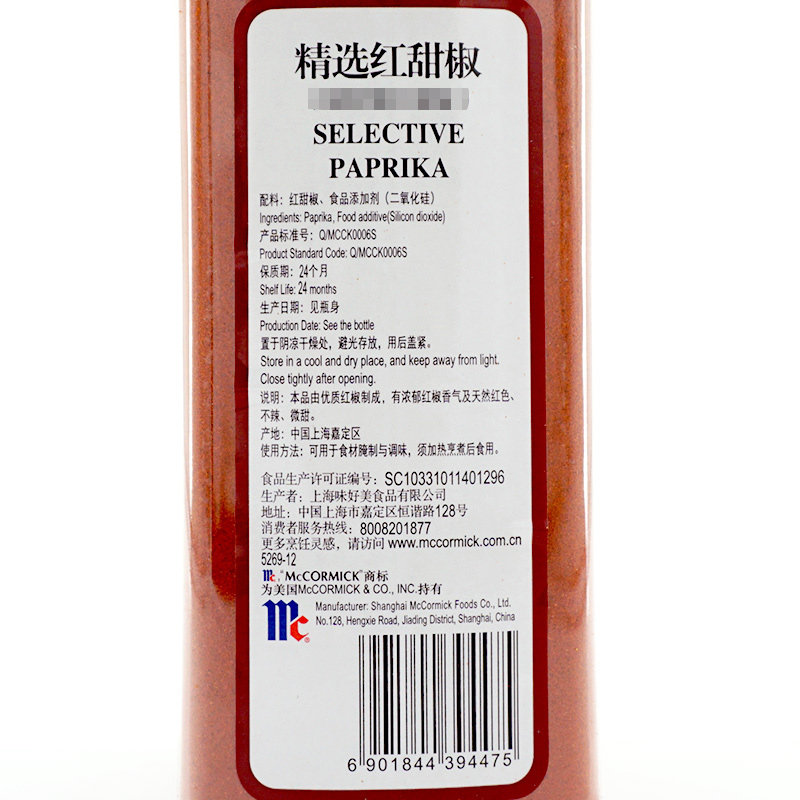 精选红甜椒
SELECTIVE
PAPRIKA
配料：红甜椒、食品添加剂（二氧化硅）
Ingredients: Paprika, Food additive(Silicon dioxide)
产品标准号：Q/MCCK0006S
Product Standard Code: Q/MCCK0006S
保质期：24个月
Shelf Life: 24 months
生产日期：见瓶身
Production Date: See the bottle
置于阴凉干燥处，避光存放，用后盖紧。
Store in a cool and dry place, and keep away from light.
Close tightly after opening.
说明：本品由优质红椒制成，有浓郁红椒香气及天然红色、
不辣、微甜。
产地：中国上海嘉定区
使用方法：可用于食材腌制与调味，须加热烹煮后食用。
食品生产许可证编号：SC10331011401296
生产者：上海味好美食品有限公司
地址：中国上海市嘉定区恒谐路128号
消费者服务热线：8008201877
更多烹饪灵感，请访问 www.mccormick.com.cn
5269-12
Mc,"McCORMICK"商标
为美国McCORMICK & CO., INC.持有
Mc® Manufacturer: Shanghai McCormick Foods Co., Ltd.
No.128, Hengxie Road, Jiading District, Shanghai, China
6 901844 394475